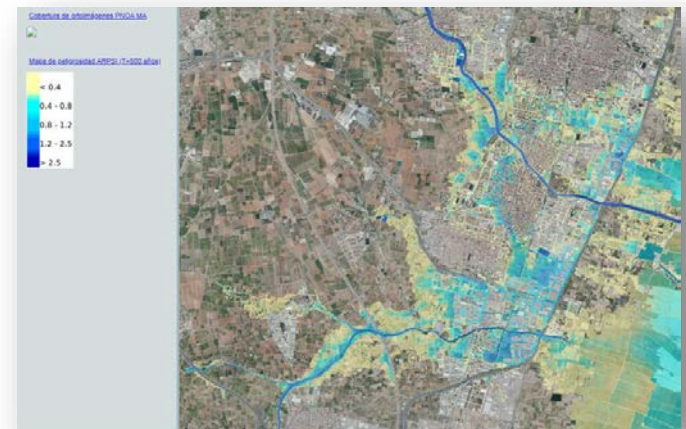 Cobertura de ortoimágenes PNOA MA
Mapa de peligrosidad ARPSI (T=500 años)
< 0.4
0.4 - 0.8
0.8 - 1.2
1.2 - 2.5
> 2.5